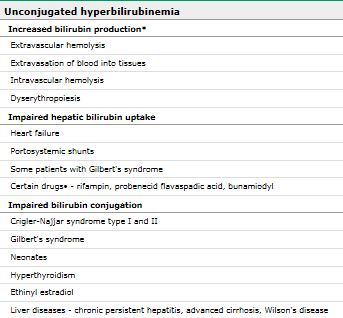 Unconjugated hyperbilirubinemia
Increased bilirubin production*
Extravascular hemolysis
Extravasation of blood into tissues
Intravascular hemolysis
Dyserythropoiesis
Impaired hepatic bilirubin uptake
Heart failure
Portosystemic shunts
Some patients with Gilbert's syndrome
Certain drugs• - rifampin, probenecid flavaspadic acid, bunamiodyl
Impaired bilirubin conjugation
Crigler-Najjar syndrome type I and II
Gilbert's syndrome
Neonates
Hyperthyroidism
Ethinyl estradiol
Liver diseases - chronic persistent hepatitis, advanced cirrhosis, Wilson's disease